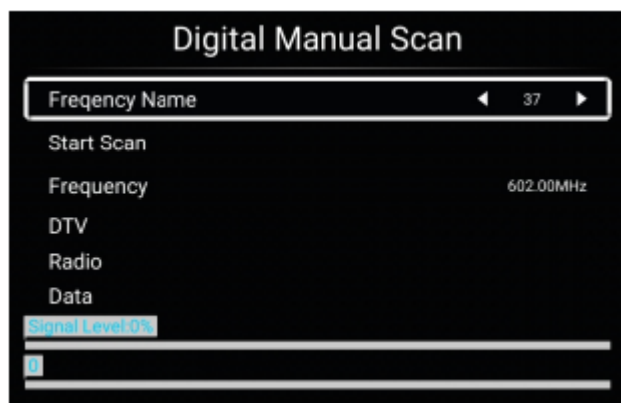 Digital Manual Scan
Freqency Name 37
Start Scan
Frequency 602.00MHz
DTV
Radio
Data
Signal Level:0%
0